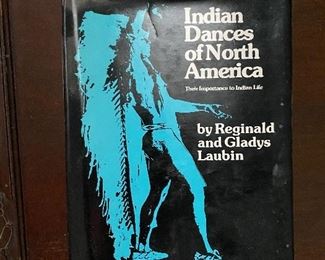 Indian
Dances
of North
America
Their Importance to Indian Life
by Reginald
and Gladys
Laubin